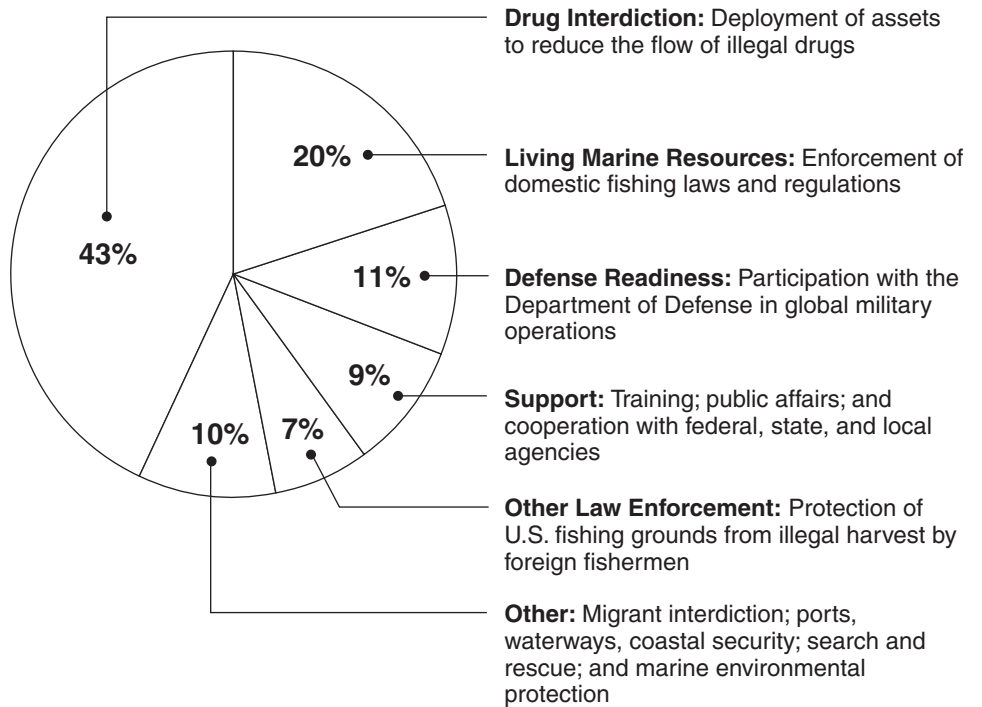 Drug Interdiction: Deployment of assets
to reduce the flow of illegal drugs
20%
Living Marine Resources: Enforcement of
domestic fishing laws and regulations
43%
11%
Defense Readiness: Participation with the
Department of Defense in global military
operations
9%
Support: Training; public affairs; and
cooperation with federal, state, and local
agencies
10%
7%
Other Law Enforcement: Protection of
U.S. fishing grounds from illegal harvest by
foreign fishermen
Other: Migrant interdiction; ports,
waterways, coastal security; search and
rescue; and marine environmental
protection